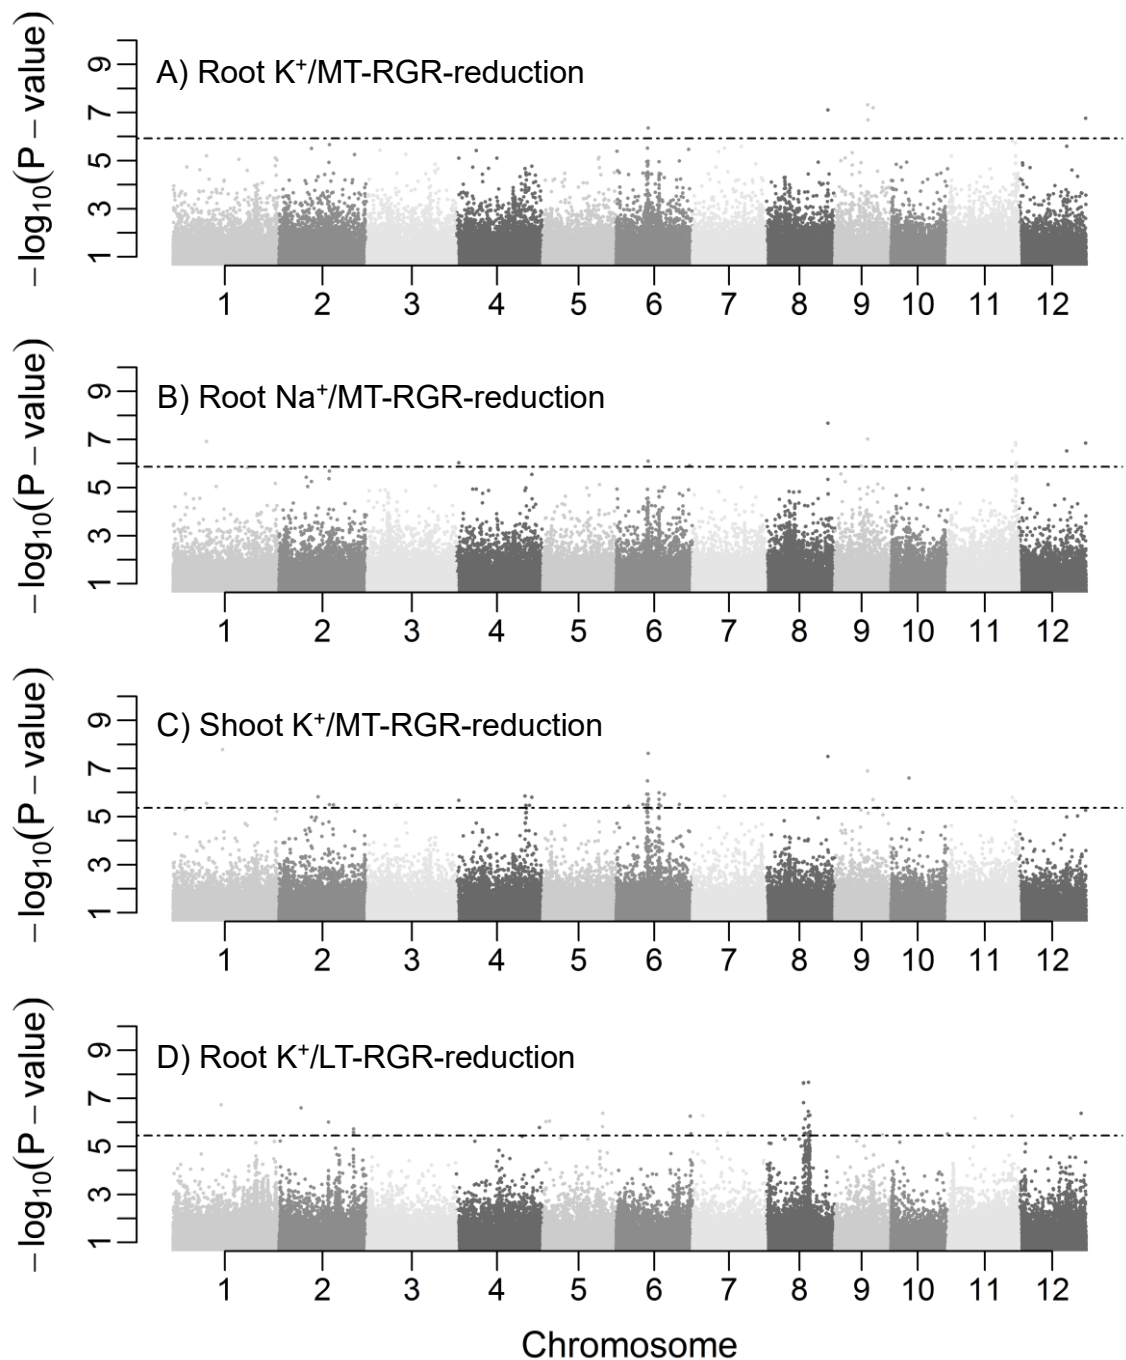 A) Root K⁺/MT-RGR-reduction
−log₁₀(P − value)
9
7
5
3
1
1 2 3 4 5 6 7 8 9 10 11 12
B) Root Na⁺/MT-RGR-reduction
−log₁₀(P − value)
9
7
5
3
1
1 2 3 4 5 6 7 8 9 10 11 12
C) Shoot K⁺/MT-RGR-reduction
−log₁₀(P − value)
9
7
5
3
1
1 2 3 4 5 6 7 8 9 10 11 12
D) Root K⁺/LT-RGR-reduction
−log₁₀(P − value)
9
7
5
3
1
1 2 3 4 5 6 7 8 9 10 11 12
Chromosome